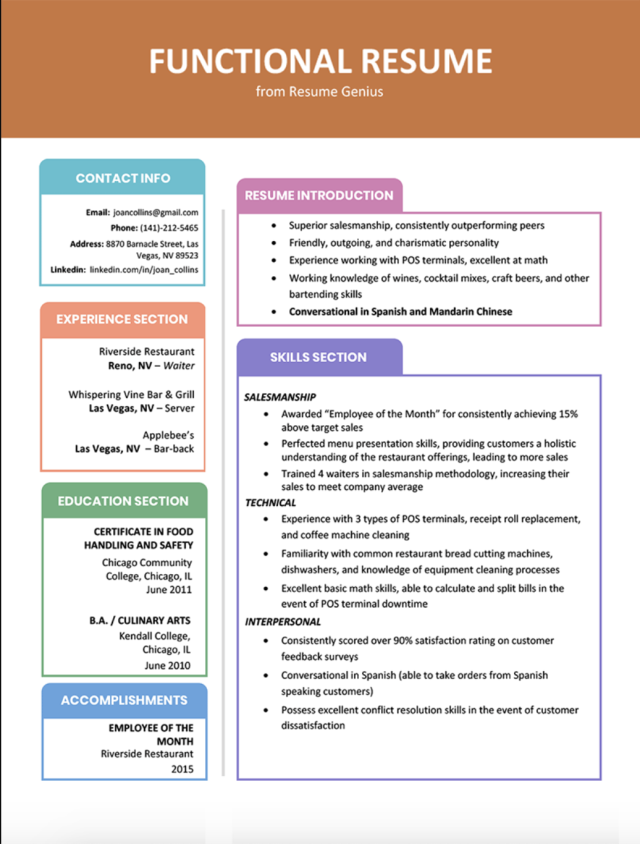 FUNCTIONAL RESUME
from Resume Genius
CONTACT INFO
Email: joancollins@gmail.com
Phone: (141)-212-5465
Address: 8870 Barnacle Street, Las
Vegas, NV 89523
Linkedin: linkedin.com/in/joan_collins
EXPERIENCE SECTION
Riverside Restaurant
Reno, NV – Waiter
Whispering Vine Bar & Grill
Las Vegas, NV – Server
Applebee's
Las Vegas, NV – Bar-back
EDUCATION SECTION
CERTIFICATE IN FOOD
HANDLING AND SAFETY
Chicago Community
College, Chicago, IL
June 2011
B.A. / CULINARY ARTS
Kendall College,
Chicago, IL
June 2010
ACCOMPLISHMENTS
EMPLOYEE OF THE
MONTH
Riverside Restaurant
2015
RESUME INTRODUCTION
• Superior salesmanship, consistently outperforming peers
• Friendly, outgoing, and charismatic personality
• Experience working with POS terminals, excellent at math
• Working knowledge of wines, cocktail mixes, craft beers, and other
bartending skills
• Conversational in Spanish and Mandarin Chinese
SKILLS SECTION
SALESMANSHIP
• Awarded “Employee of the Month” for consistently achieving 15%
above target sales
• Perfected menu presentation skills, providing customers a holistic
understanding of the restaurant offerings, leading to more sales
• Trained 4 waiters in salesmanship methodology, increasing their
sales to meet company average
TECHNICAL
• Experience with 3 types of POS terminals, receipt roll replacement,
and coffee machine cleaning
• Familiarity with common restaurant bread cutting machines,
dishwashers, and knowledge of equipment cleaning processes
• Excellent basic math skills, able to calculate and split bills in the
event of POS terminal downtime
INTERPERSONAL
• Consistently scored over 90% satisfaction rating on customer
feedback surveys
• Conversational in Spanish (able to take orders from Spanish
speaking customers)
• Possess excellent conflict resolution skills in the event of customer
dissatisfaction